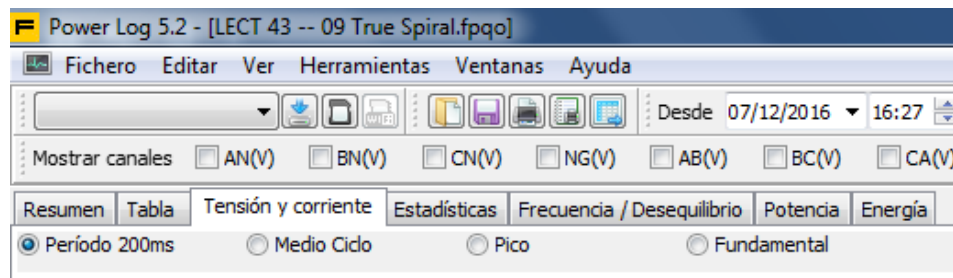 Power Log 5.2 - [LECT 43 -- 09 True Spiral.fpqo]
Fichero Editar Ver Herramientas Ventanas Ayuda
WiFi Desde 07/12/2016 16:27
Mostrar canales AN(V) BN(V) CN(V) NG(V) AB(V) BC(V) CA(V)
Resumen Tabla Tensión y corriente Estadísticas Frecuencia / Desequilibrio Potencia Energía
Período 200ms Medio Ciclo Pico Fundamental